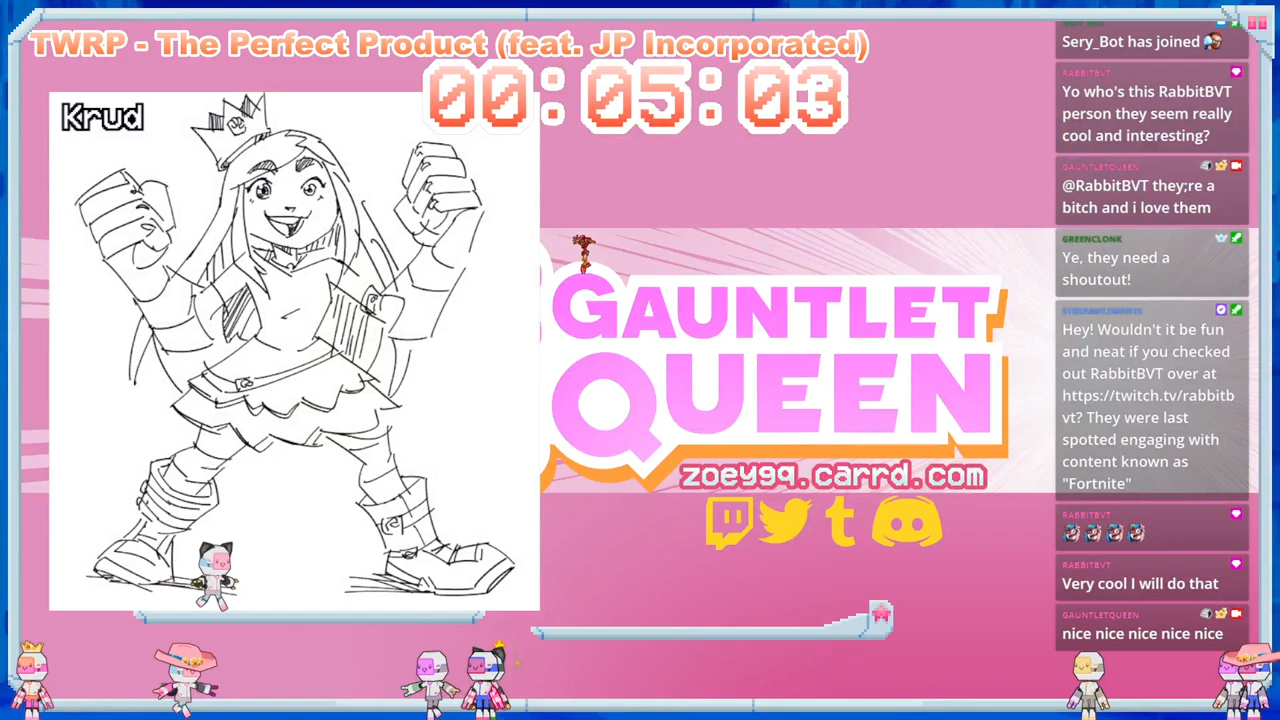 TWRP - The Perfect Product (feat. JP Incorporated)
00:05:03
Krud
GAUNTLET
QUEEN
zoeygq.carrd.com
Sery_Bot has joined
RABBITBVT
Yo who's this RabbitBVT
person they seem really
cool and interesting?
GAUNTLETQUEEN
@RabbitBVT they;re a
bitch and i love them
GREENCLONK
Ye, they need a
shoutout!
STREAMELEMENTS
Hey! Wouldn't it be fun
and neat if you checked
out RabbitBVT over at
https://twitch.tv/rabbitb
vt? They were last
spotted engaging with
content known as
"Fortnite"
RABBITBVT
RABBITBVT
Very cool I will do that
GAUNTLETQUEEN
nice nice nice nice nice